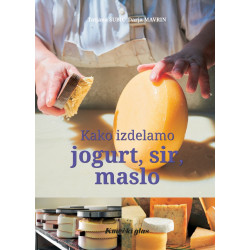 MAVRIN
Kako izdelamo
jogurt, sir,
maslo
Kmečki glas